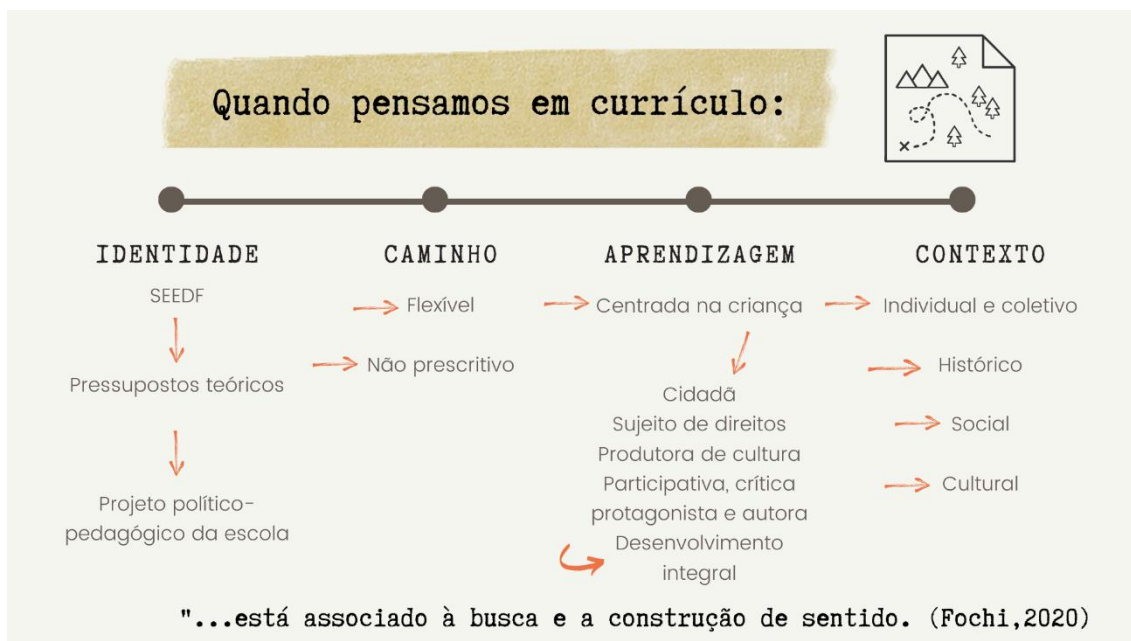 Quando pensamos em currículo:
IDENTIDADE
SEEDF
Pressupostos teóricos
Projeto político-
pedagógico da escola
CAMINHO
Flexível
Não prescritivo
APRENDIZAGEM
Centrada na criança
Cidadã
Sujeito de direitos
Produtora de cultura
Participativa, crítica
protagonista e autora
Desenvolvimento
integral
CONTEXTO
Individual e coletivo
Histórico
Social
Cultural
"...está associado à busca e a construção de sentido. (Fochi,2020)